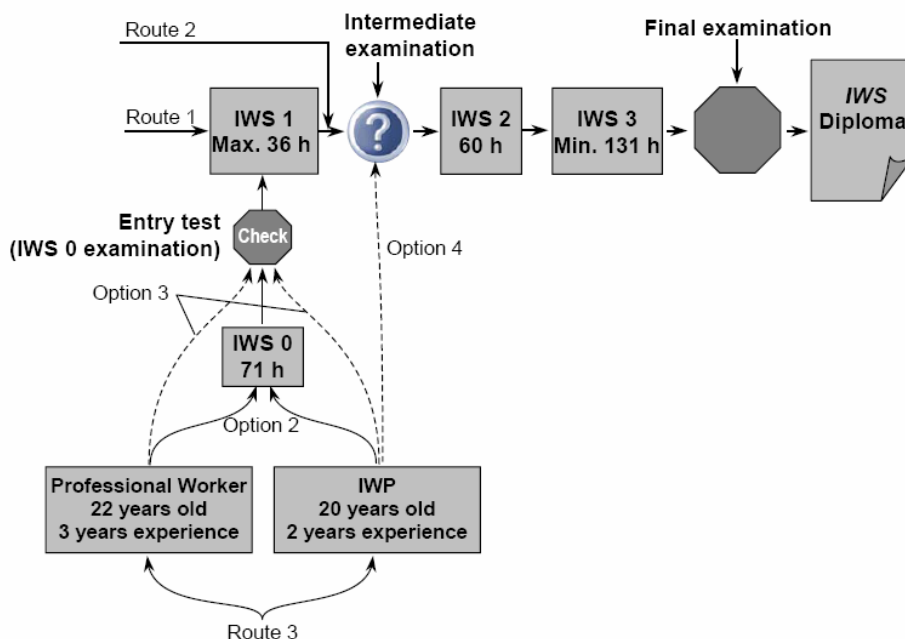 Route 2
Intermediate
examination
Final examination
Route 1
IWS 1
Max. 36 h
?
IWS 2
60 h
IWS 3
Min. 131 h
IWS
Diploma
Entry test
(IWS 0 examination)
Check
Option 4
Option 3
IWS 0
71 h
Option 2
Professional Worker
22 years old
3 years experience
IWP
20 years old
2 years experience
Route 3